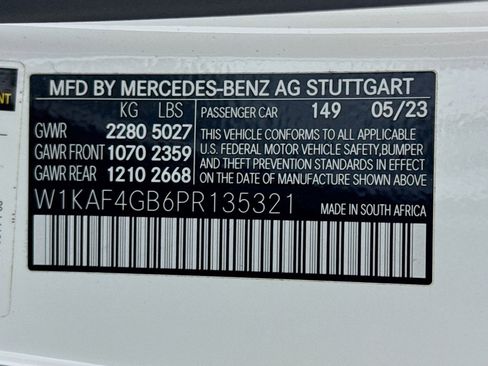 MFD BY MERCEDES-BENZ AG STUTTGART
KG LBS PASSENGER CAR 149 05/23
GVWR 2280 5027
GAWR FRONT 1070 2359
GAWR REAR 1210 2668
THIS VEHICLE CONFORMS TO ALL APPLICABLE
U.S. FEDERAL MOTOR VEHICLE SAFETY,BUMPER
AND THEFT PREVENTION STANDARDS IN EFFECT
ON THE DATE OF MANUFACTURE SHOWN ABOVE.
W1KAF4GB6PR135321 MADE IN SOUTH AFRICA